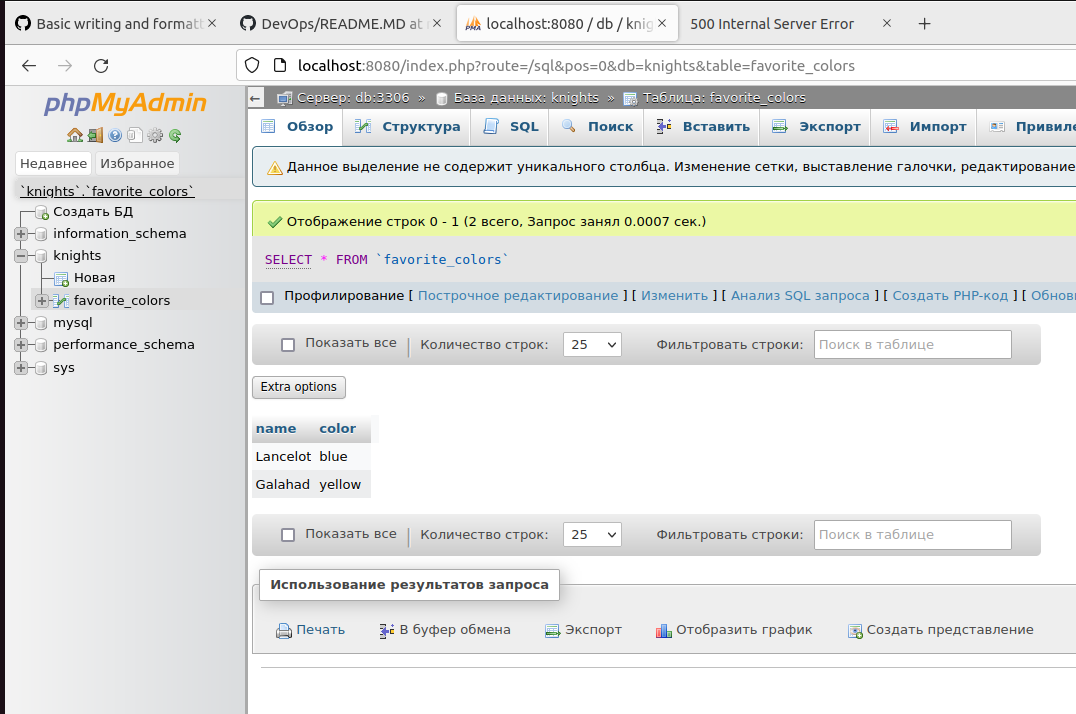 Basic writing and formatt
DevOps/README.MD at
localhost:8080 / db / knig
500 Internal Server Error
localhost:8080/index.php?route=/sql&pos=0&db=knights&table=favorite_colors
phpMyAdmin
Недавнее Избранное
`knights`.`favorite_colors`
Создать БД
information_schema
knights
Новая
favorite_colors
mysql
performance_schema
sys
Сервер: db:3306 » База данных: knights » Таблица: favorite_colors
Обзор Структура SQL Поиск Вставить Экспорт Импорт Привиле
Данное выделение не содержит уникального столбца. Изменение сетки, выставление галочки, редактирование
Отображение строк 0 - 1 (2 всего, Запрос занял 0.0007 сек.)
SELECT * FROM `favorite_colors`
Профилирование [ Построчное редактирование ] [ Изменить ] [ Анализ SQL запроса ] [ Создать PHP-код ] [ Обнов
Показать все | Количество строк: 25 Фильтровать строки: Поиск в таблице
Extra options
name color
Lancelot blue
Galahad yellow
Показать все | Количество строк: 25 Фильтровать строки: Поиск в таблице
Использование результатов запроса
Печать В буфер обмена Экспорт Отобразить график Создать представление